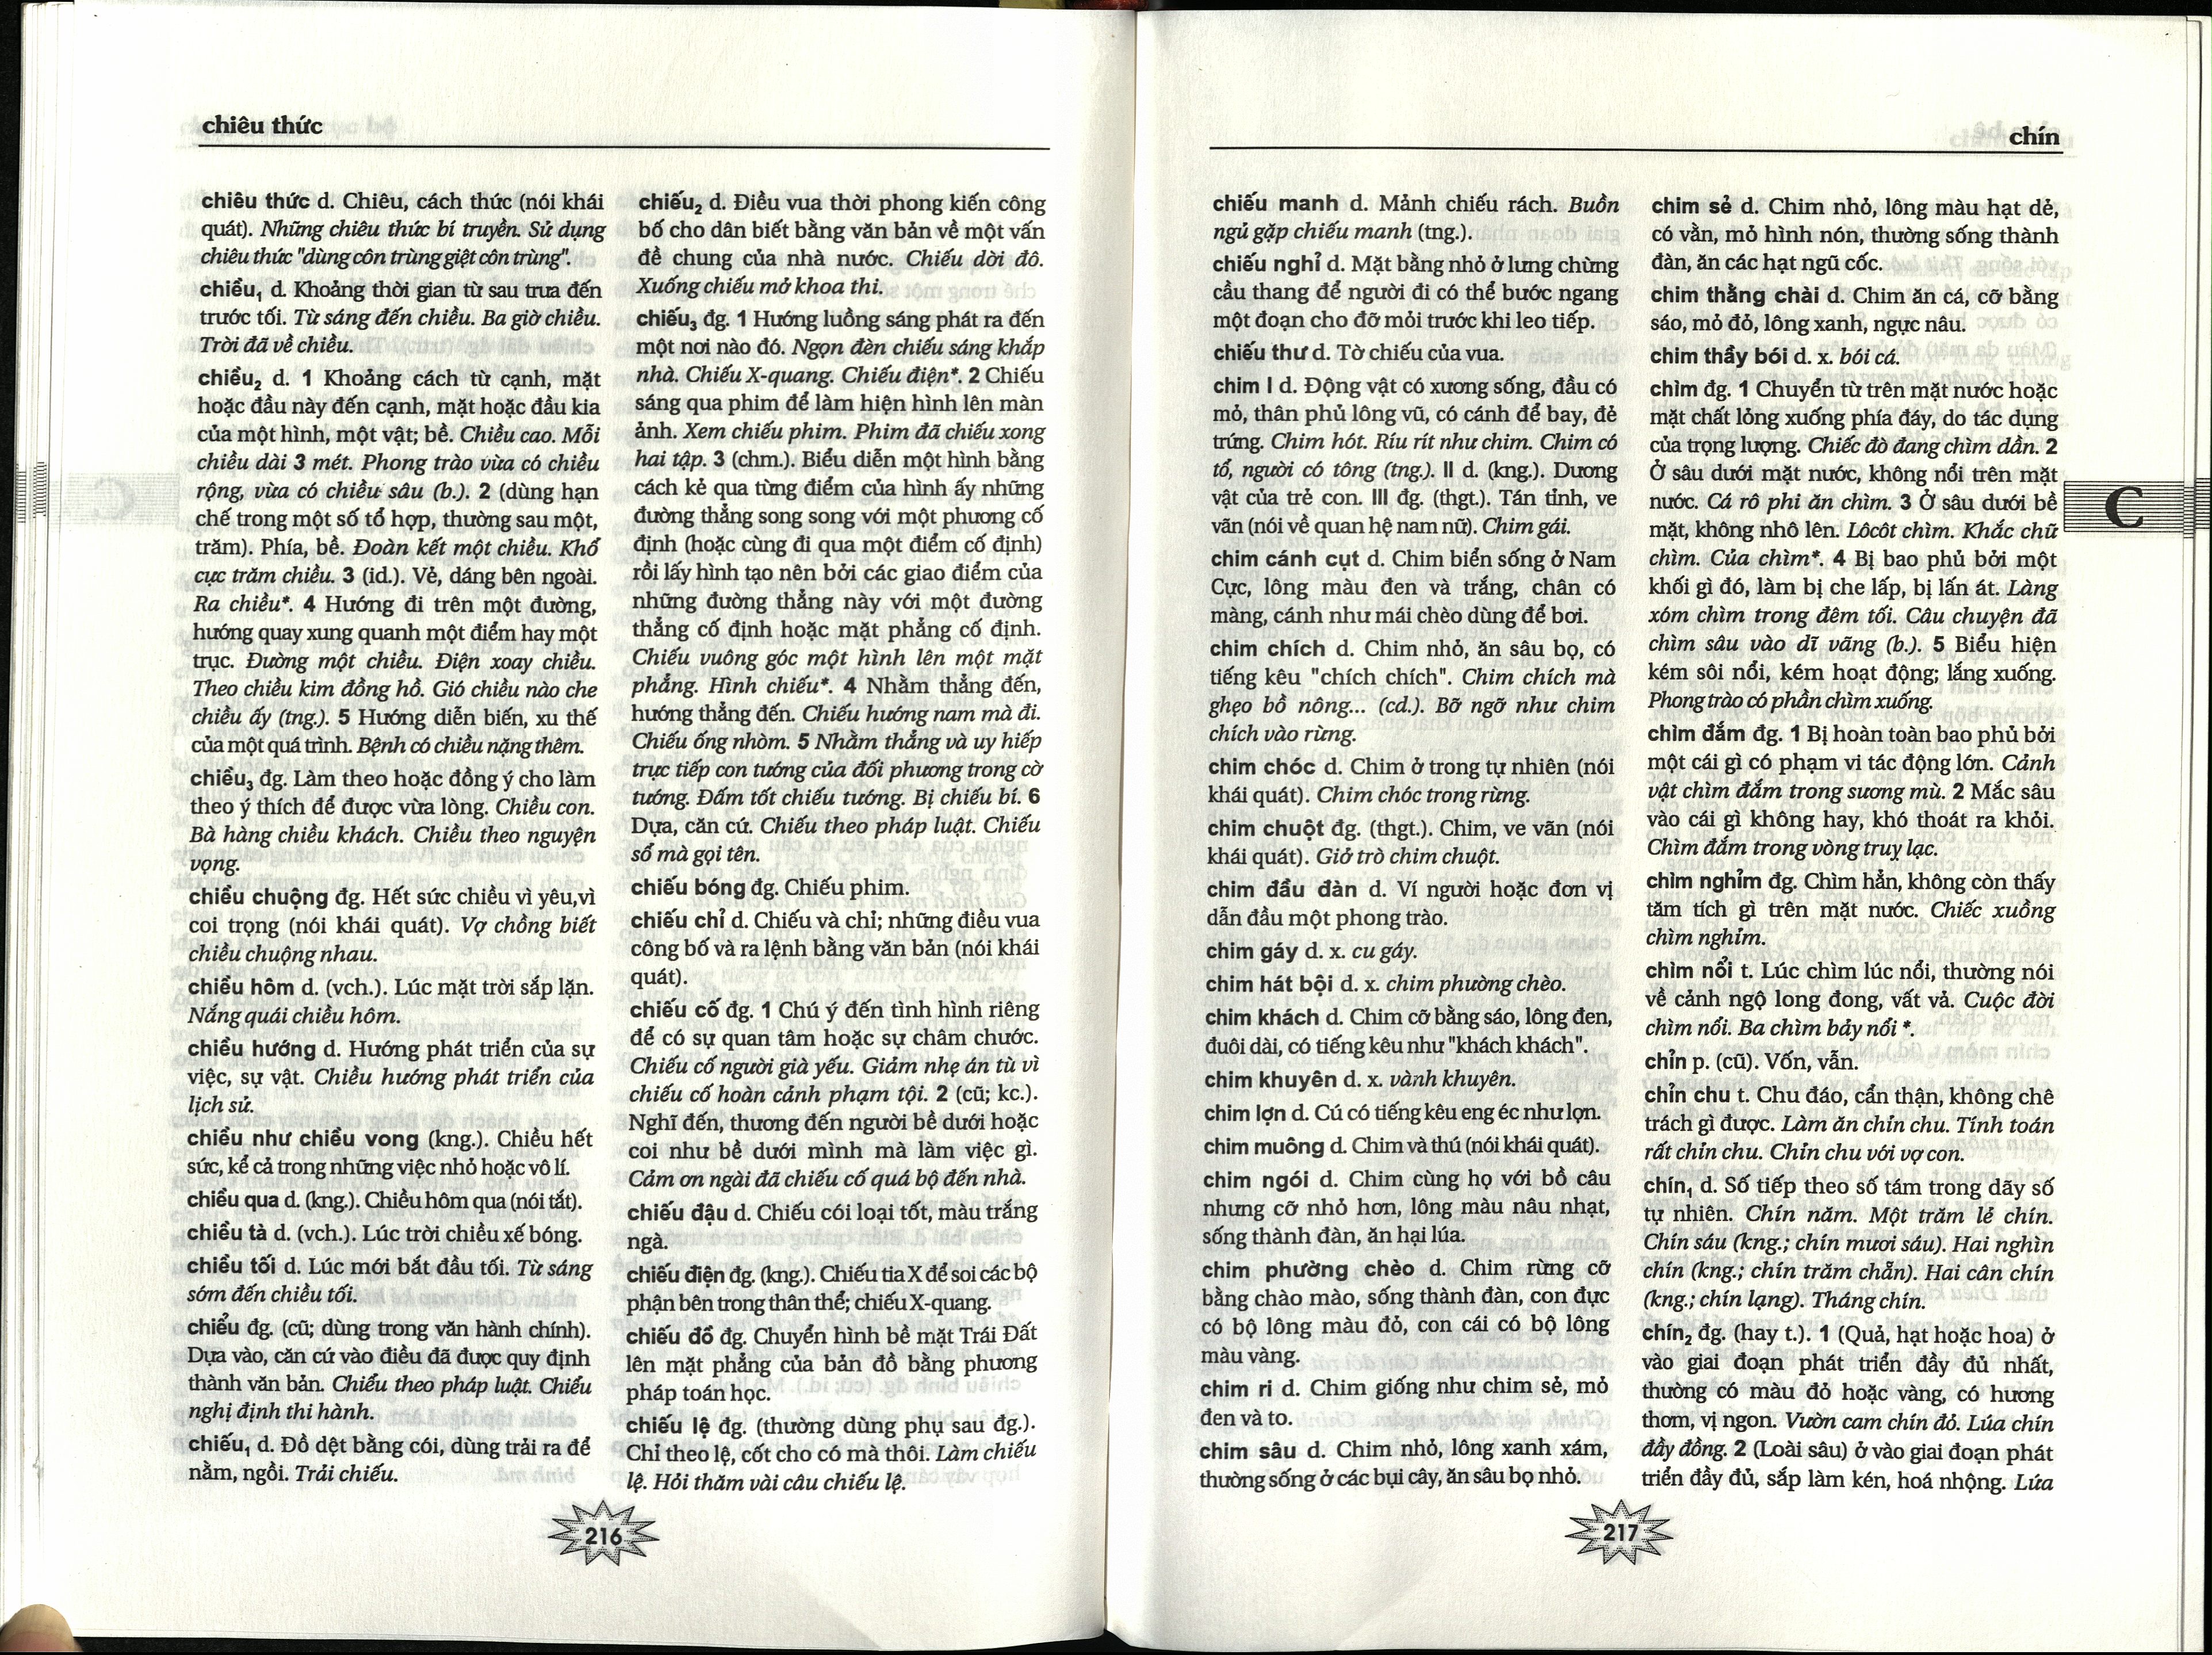 chiêu thức
chiêu thức d. Chiêu, cách thức (nói khái
quát). Những chiêu thức bí truyền. Sử dụng
chiêu thức "dùng côn trùng giệt côn trùng".
chiều₁ d. Khoảng thời gian từ sau trưa đến
trước tối. Từ sáng đến chiều. Ba giờ chiều.
Trời đã về chiều.
chiều₂ d. 1 Khoảng cách từ cạnh, mặt
hoặc đầu này đến cạnh, mặt hoặc đầu kia
của một hình, một vật; bề. Chiều cao. Mỗi
chiều dài 3 mét. Phong trào vừa có chiều
rộng, vừa có chiều sâu (b.). 2 (dùng hạn
chế trong một số tổ hợp, thường sau một,
trăm). Phía, bề. Đoàn kết một chiều. Khổ
cực trăm chiều. 3 (id.). Vẻ, dáng bên ngoài.
Ra chiều*. 4 Hướng đi trên một đường,
hướng quay xung quanh một điểm hay một
trục. Đường một chiều. Điện xoay chiều.
Theo chiều kim đồng hồ. Gió chiều nào che
chiều ấy (tng.). 5 Hướng diễn biến, xu thế
của một quá trình. Bệnh có chiều nặng thêm.
chiều₃ đg. Làm theo hoặc đồng ý cho làm
theo ý thích để được vừa lòng. Chiều con.
Bà hàng chiều khách. Chiều theo nguyện
vọng.
chiều chuộng đg. Hết sức chiều vì yêu,vì
coi trọng (nói khái quát). Vợ chồng biết
chiều chuộng nhau.
chiều hôm d. (vch.). Lúc mặt trời sắp lặn.
Nắng quái chiều hôm.
chiều hướng d. Hướng phát triển của sự
việc, sự vật. Chiều hướng phát triển của
lịch sử.
chiều như chiều vong (kng.). Chiều hết
sức, kể cả trong những việc nhỏ hoặc vô lí.
chiều qua d. (kng.). Chiều hôm qua (nói tắt).
chiều tà d. (vch.). Lúc trời chiều xế bóng.
chiều tối d. Lúc mới bắt đầu tối. Từ sáng
sớm đến chiều tối.
chiểu đg. (cũ; dùng trong văn hành chính).
Dựa vào, căn cứ vào điều đã được quy định
thành văn bản. Chiểu theo pháp luật. Chiểu
nghị định thi hành.
chiếu₁ d. Đồ dệt bằng cói, dùng trải ra để
nằm, ngồi. Trải chiếu.
chiếu₂ d. Điều vua thời phong kiến công
bố cho dân biết bằng văn bản về một vấn
đề chung của nhà nước. Chiếu dời đô.
Xuống chiếu mở khoa thi.
chiếu₃ đg. 1 Hướng luồng sáng phát ra đến
một nơi nào đó. Ngọn đèn chiếu sáng khắp
nhà. Chiếu X-quang. Chiếu điện*. 2 Chiếu
sáng qua phim để làm hiện hình lên màn
ảnh. Xem chiếu phim. Phim đã chiếu xong
hai tập. 3 (chm.). Biểu diễn một hình bằng
cách kẻ qua từng điểm của hình ấy những
đường thẳng song song với một phương cố
định (hoặc cùng đi qua một điểm cố định)
rồi lấy hình tạo nên bởi các giao điểm của
những đường thẳng này với một đường
thẳng cố định hoặc mặt phẳng cố định.
Chiếu vuông góc một hình lên một mặt
phẳng. Hình chiếu*. 4 Nhằm thẳng đến,
hướng thẳng đến. Chiếu hướng nam mà đi.
Chiếu ống nhòm. 5 Nhằm thẳng và uy hiếp
trực tiếp con tướng của đối phương trong cờ
tướng. Đấm tốt chiếu tướng. Bị chiếu bí. 6
Dựa, căn cứ. Chiếu theo pháp luật. Chiếu
sổ mà gọi tên.
chiếu bóng đg. Chiếu phim.
chiếu chỉ d. Chiếu và chỉ; những điều vua
công bố và ra lệnh bằng văn bản (nói khái
quát).
chiếu cố đg. 1 Chú ý đến tình hình riêng
để có sự quan tâm hoặc sự châm chước.
Chiếu cố người già yếu. Giảm nhẹ án tù vì
chiếu cố hoàn cảnh phạm tội. 2 (cũ; kc.).
Nghĩ đến, thương đến người bề dưới hoặc
coi như bề dưới mình mà làm việc gì.
Cảm ơn ngài đã chiếu cố quá bộ đến nhà.
chiếu đậu d. Chiếu cói loại tốt, màu trắng
ngà.
chiếu điện đg. (kng.). Chiếu tia X để soi các bộ
phận bên trong thân thể; chiếu X-quang.
chiếu đồ đg. Chuyển hình bề mặt Trái Đất
lên mặt phẳng của bản đồ bằng phương
pháp toán học.
chiếu lệ đg. (thường dùng phụ sau đg.).
Chỉ theo lệ, cốt cho có mà thôi. Làm chiếu
lệ. Hỏi thăm vài câu chiếu lệ.
216
chín
chiếu manh d. Mảnh chiếu rách. Buồn
ngủ gặp chiếu manh (tng.).
chiếu nghỉ d. Mặt bằng nhỏ ở lưng chừng
cầu thang để người đi có thể bước ngang
một đoạn cho đỡ mỏi trước khi leo tiếp.
chiếu thư d. Tờ chiếu của vua.
chim I d. Động vật có xương sống, đầu có
mỏ, thân phủ lông vũ, có cánh để bay, đẻ
trứng. Chim hót. Ríu rít như chim. Chim có
tổ, người có tông (tng.). II d. (kng.). Dương
vật của trẻ con. III đg. (thgt.). Tán tỉnh, ve
vãn (nói về quan hệ nam nữ). Chim gái.
chim cánh cụt d. Chim biển sống ở Nam
Cực, lông màu đen và trắng, chân có
màng, cánh như mái chèo dùng để bơi.
chim chích d. Chim nhỏ, ăn sâu bọ, có
tiếng kêu "chích chích". Chim chích mà
ghẹo bồ nông... (cd.). Bỡ ngỡ như chim
chích vào rừng.
chim chóc d. Chim ở trong tự nhiên (nói
khái quát). Chim chóc trong rừng.
chim chuột đg. (thgt.). Chim, ve vãn (nói
khái quát). Giở trò chim chuột.
chim đầu đàn d. Ví người hoặc đơn vị
dẫn đầu một phong trào.
chim gáy d. x. cu gáy.
chim hát bội d. x. chim phường chèo.
chim khách d. Chim cỡ bằng sáo, lông đen,
đuôi dài, có tiếng kêu như "khách khách".
chim khuyên d. x. vành khuyên.
chim lợn d. Cú có tiếng kêu eng éc như lợn.
chim muông d. Chim và thú (nói khái quát).
chim ngói d. Chim cùng họ với bồ câu
nhưng cỡ nhỏ hơn, lông màu nâu nhạt,
sống thành đàn, ăn hại lúa.
chim phường chèo d. Chim rừng cỡ
bằng chào mào, sống thành đàn, con đực
có bộ lông màu đỏ, con cái có bộ lông
màu vàng.
chim ri d. Chim giống như chim sẻ, mỏ
đen và to.
chim sâu d. Chim nhỏ, lông xanh xám,
thường sống ở các bụi cây, ăn sâu bọ nhỏ.
chim sẻ d. Chim nhỏ, lông màu hạt dẻ,
có vằn, mỏ hình nón, thường sống thành
đàn, ăn các hạt ngũ cốc.
chim thằng chài d. Chim ăn cá, cỡ bằng
sáo, mỏ đỏ, lông xanh, ngực nâu.
chim thầy bói d. x. bói cá.
chìm đg. 1 Chuyển từ trên mặt nước hoặc
mặt chất lỏng xuống phía đáy, do tác dụng
của trọng lượng. Chiếc đò đang chìm dần. 2
Ở sâu dưới mặt nước, không nổi trên mặt
nước. Cá rô phi ăn chìm. 3 Ở sâu dưới bề
mặt, không nhô lên. Lôcôt chìm. Khắc chữ
chìm. Của chìm*. 4 Bị bao phủ bởi một
khối gì đó, làm bị che lấp, bị lấn át. Làng
xóm chìm trong đêm tối. Câu chuyện đã
chìm sâu vào dĩ vãng (b.). 5 Biểu hiện
kém sôi nổi, kém hoạt động; lắng xuống.
Phong trào có phần chìm xuống.
chìm đắm đg. 1 Bị hoàn toàn bao phủ bởi
một cái gì có phạm vi tác động lớn. Cảnh
vật chìm đắm trong sương mù. 2 Mắc sâu
vào cái gì không hay, khó thoát ra khỏi.
Chìm đắm trong vòng truỵ lạc.
chìm nghỉm đg. Chìm hẳn, không còn thấy
tăm tích gì trên mặt nước. Chiếc xuồng
chìm nghỉm.
chìm nổi t. Lúc chìm lúc nổi, thường nói
về cảnh ngộ long đong, vất vả. Cuộc đời
chìm nổi. Ba chìm bảy nổi *.
chỉn p. (cũ). Vốn, vẫn.
chỉn chu t. Chu đáo, cẩn thận, không chê
trách gì được. Làm ăn chỉn chu. Tính toán
rất chỉn chu. Chỉn chu với vợ con.
chín₁ d. Số tiếp theo số tám trong dãy số
tự nhiên. Chín năm. Một trăm lẻ chín.
Chín sáu (kng.; chín mươi sáu). Hai nghìn
chín (kng.; chín trăm chẵn). Hai cân chín
(kng.; chín lạng). Tháng chín.
chín₂ đg. (hay t.). 1 (Quả, hạt hoặc hoa) ở
vào giai đoạn phát triển đầy đủ nhất,
thường có màu đỏ hoặc vàng, có hương
thơm, vị ngon. Vườn cam chín đỏ. Lúa chín
đầy đồng. 2 (Loài sâu) ở vào giai đoạn phát
triển đầy đủ, sắp làm kén, hoá nhộng. Lứa
C
217